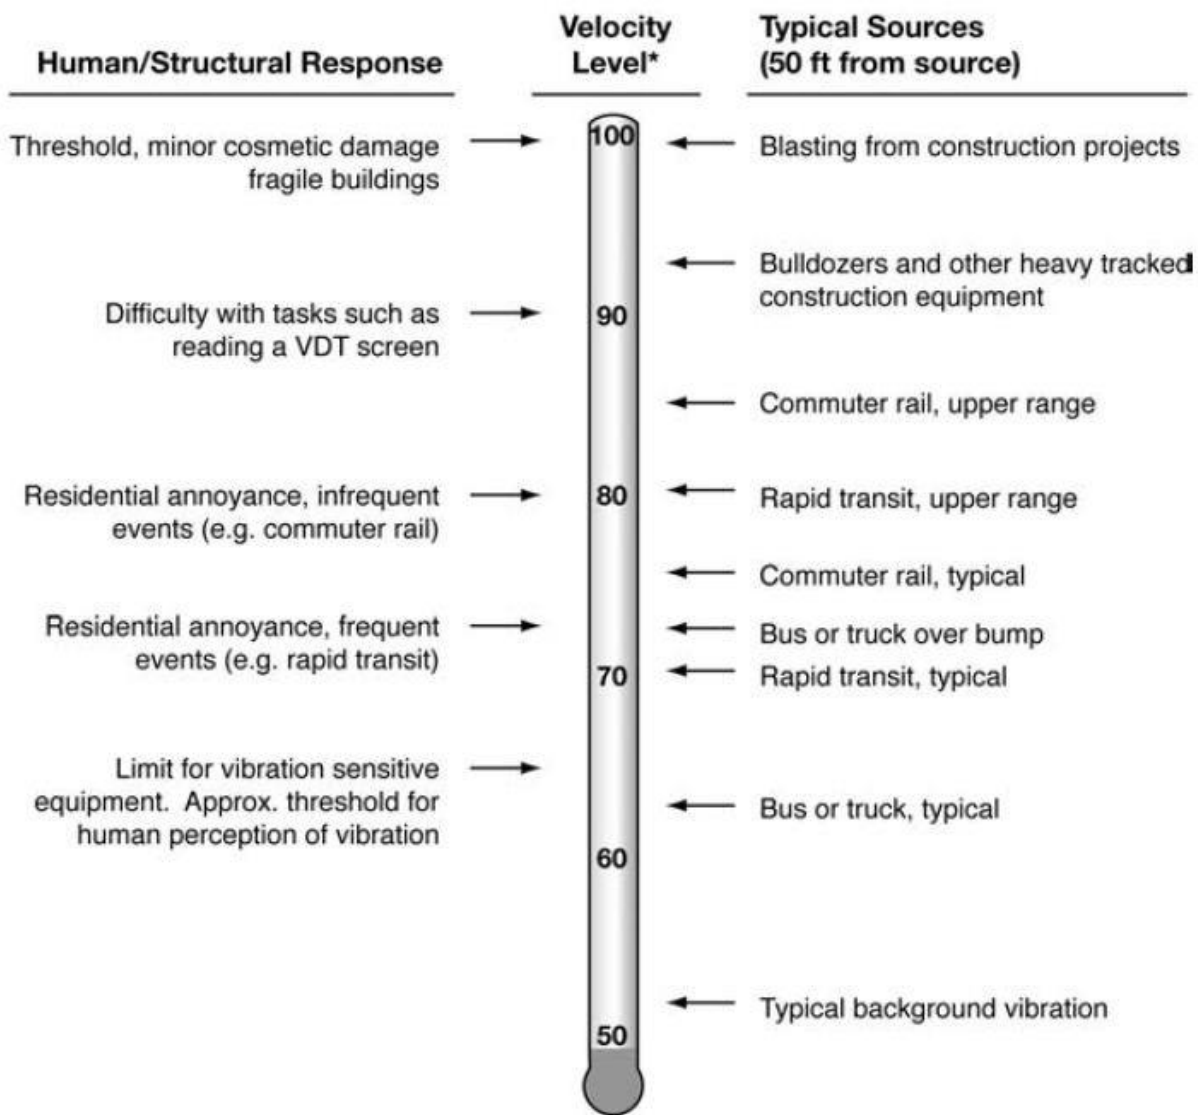 Human/Structural Response
Velocity
Level*
Typical Sources
(50 ft from source)
Threshold, minor cosmetic damage
fragile buildings
100
Blasting from construction projects
Bulldozers and other heavy tracked
construction equipment
Difficulty with tasks such as
reading a VDT screen
90
Commuter rail, upper range
Residential annoyance, infrequent
events (e.g. commuter rail)
80
Rapid transit, upper range
Commuter rail, typical
Residential annoyance, frequent
events (e.g. rapid transit)
Bus or truck over bump
70
Rapid transit, typical
Limit for vibration sensitive
equipment. Approx. threshold for
human perception of vibration
Bus or truck, typical
60
Typical background vibration
50